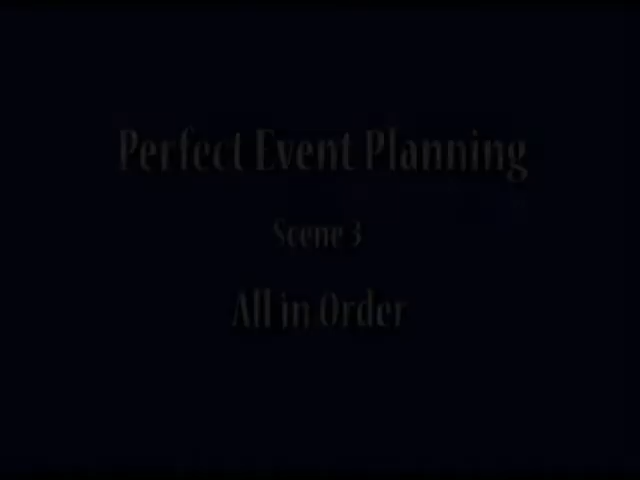 Perfect Event Planning
Scene 3
All in Order